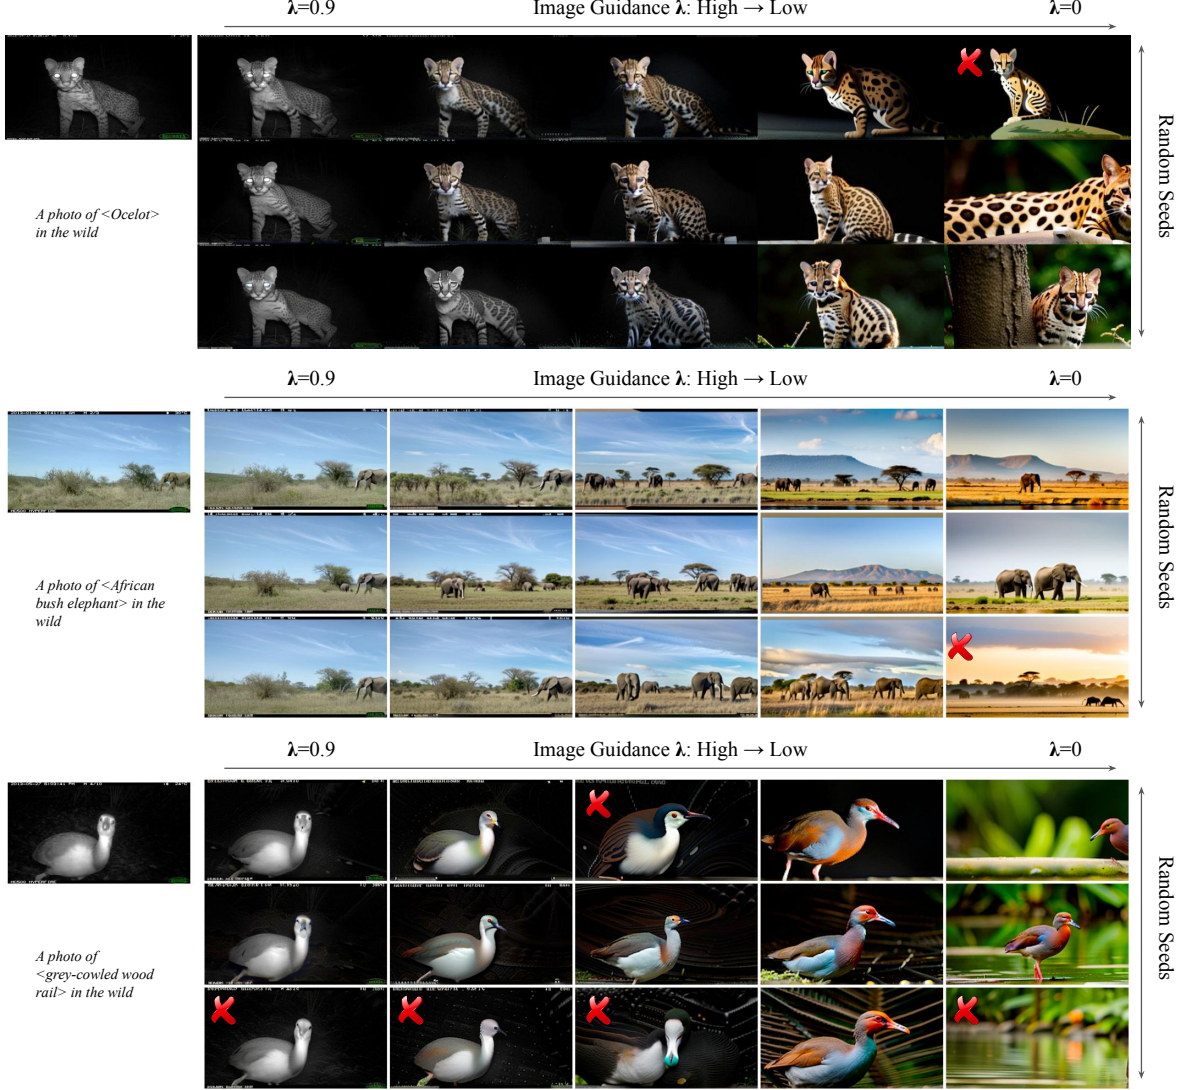 λ=0.9
Image Guidance λ: High → Low
λ=0
A photo of <Ocelot>
in the wild
Random Seeds
λ=0.9
Image Guidance λ: High → Low
λ=0
A photo of <African
bush elephant> in the
wild
Random Seeds
λ=0.9
Image Guidance λ: High → Low
λ=0
HC500 HYPERFIRE
A photo of
<grey-cowled wood
rail> in the wild
Random Seeds